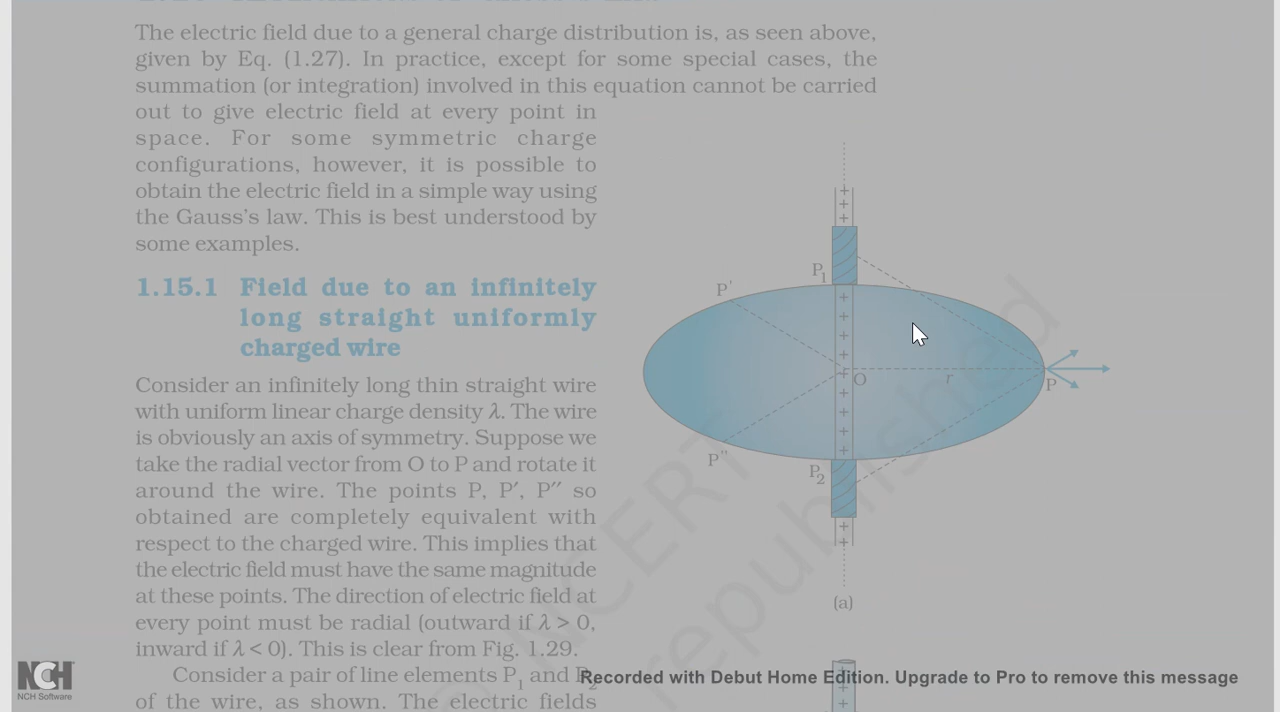 The electric field due to a general charge distribution is, as seen above,
given by Eq. (1.27). In practice, except for some special cases, the
summation (or integration) involved in this equation cannot be carried
out to give electric field at every point in
space. For some symmetric charge
configurations, however, it is possible to
obtain the electric field in a simple way using
the Gauss's law. This is best understood by
some examples.
1.15.1 Field due to an infinitely
long straight uniformly
charged wire
Consider an infinitely long thin straight wire
with uniform linear charge density λ. The wire
is obviously an axis of symmetry. Suppose we
take the radial vector from O to P and rotate it
around the wire. The points P, P′, P′′ so
obtained are completely equivalent with
respect to the charged wire. This implies that
the electric field must have the same magnitude
at these points. The direction of electric field at
every point must be radial (outward if λ > 0,
inward if λ < 0). This is clear from Fig. 1.29.
Consider a pair of line elements P1 and P2
of the wire, as shown. The electric fields
P1
P'
O
r
P
P"
P2
(a)
NCERT
republished
NCH
NCH Software
Recorded with Debut Home Edition. Upgrade to Pro to remove this message